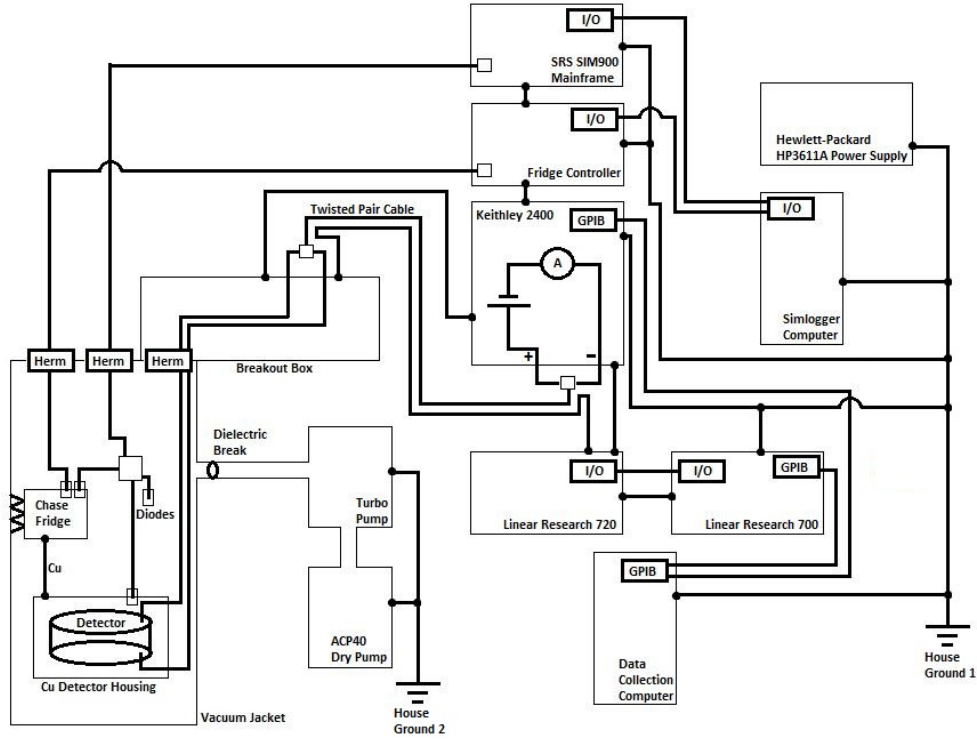 I/O
SRS SIM900
Mainframe
I/O
Fridge Controller
Hewlett-Packard
HP3611A Power Supply
Twisted Pair Cable
Keithley 2400
GPIB
I/O
A
Simlogger
Computer
+
-
Herm
Herm
Herm
Breakout Box
Dielectric
Break
Chase
Fridge
Diodes
Turbo
Pump
I/O
Linear Research 720
I/O
GPIB
Linear Research 700
Cu
GPIB
Detector
ACP40
Dry Pump
Cu Detector Housing
Data
Collection
Computer
House
Ground 1
Vacuum Jacket
House
Ground 2